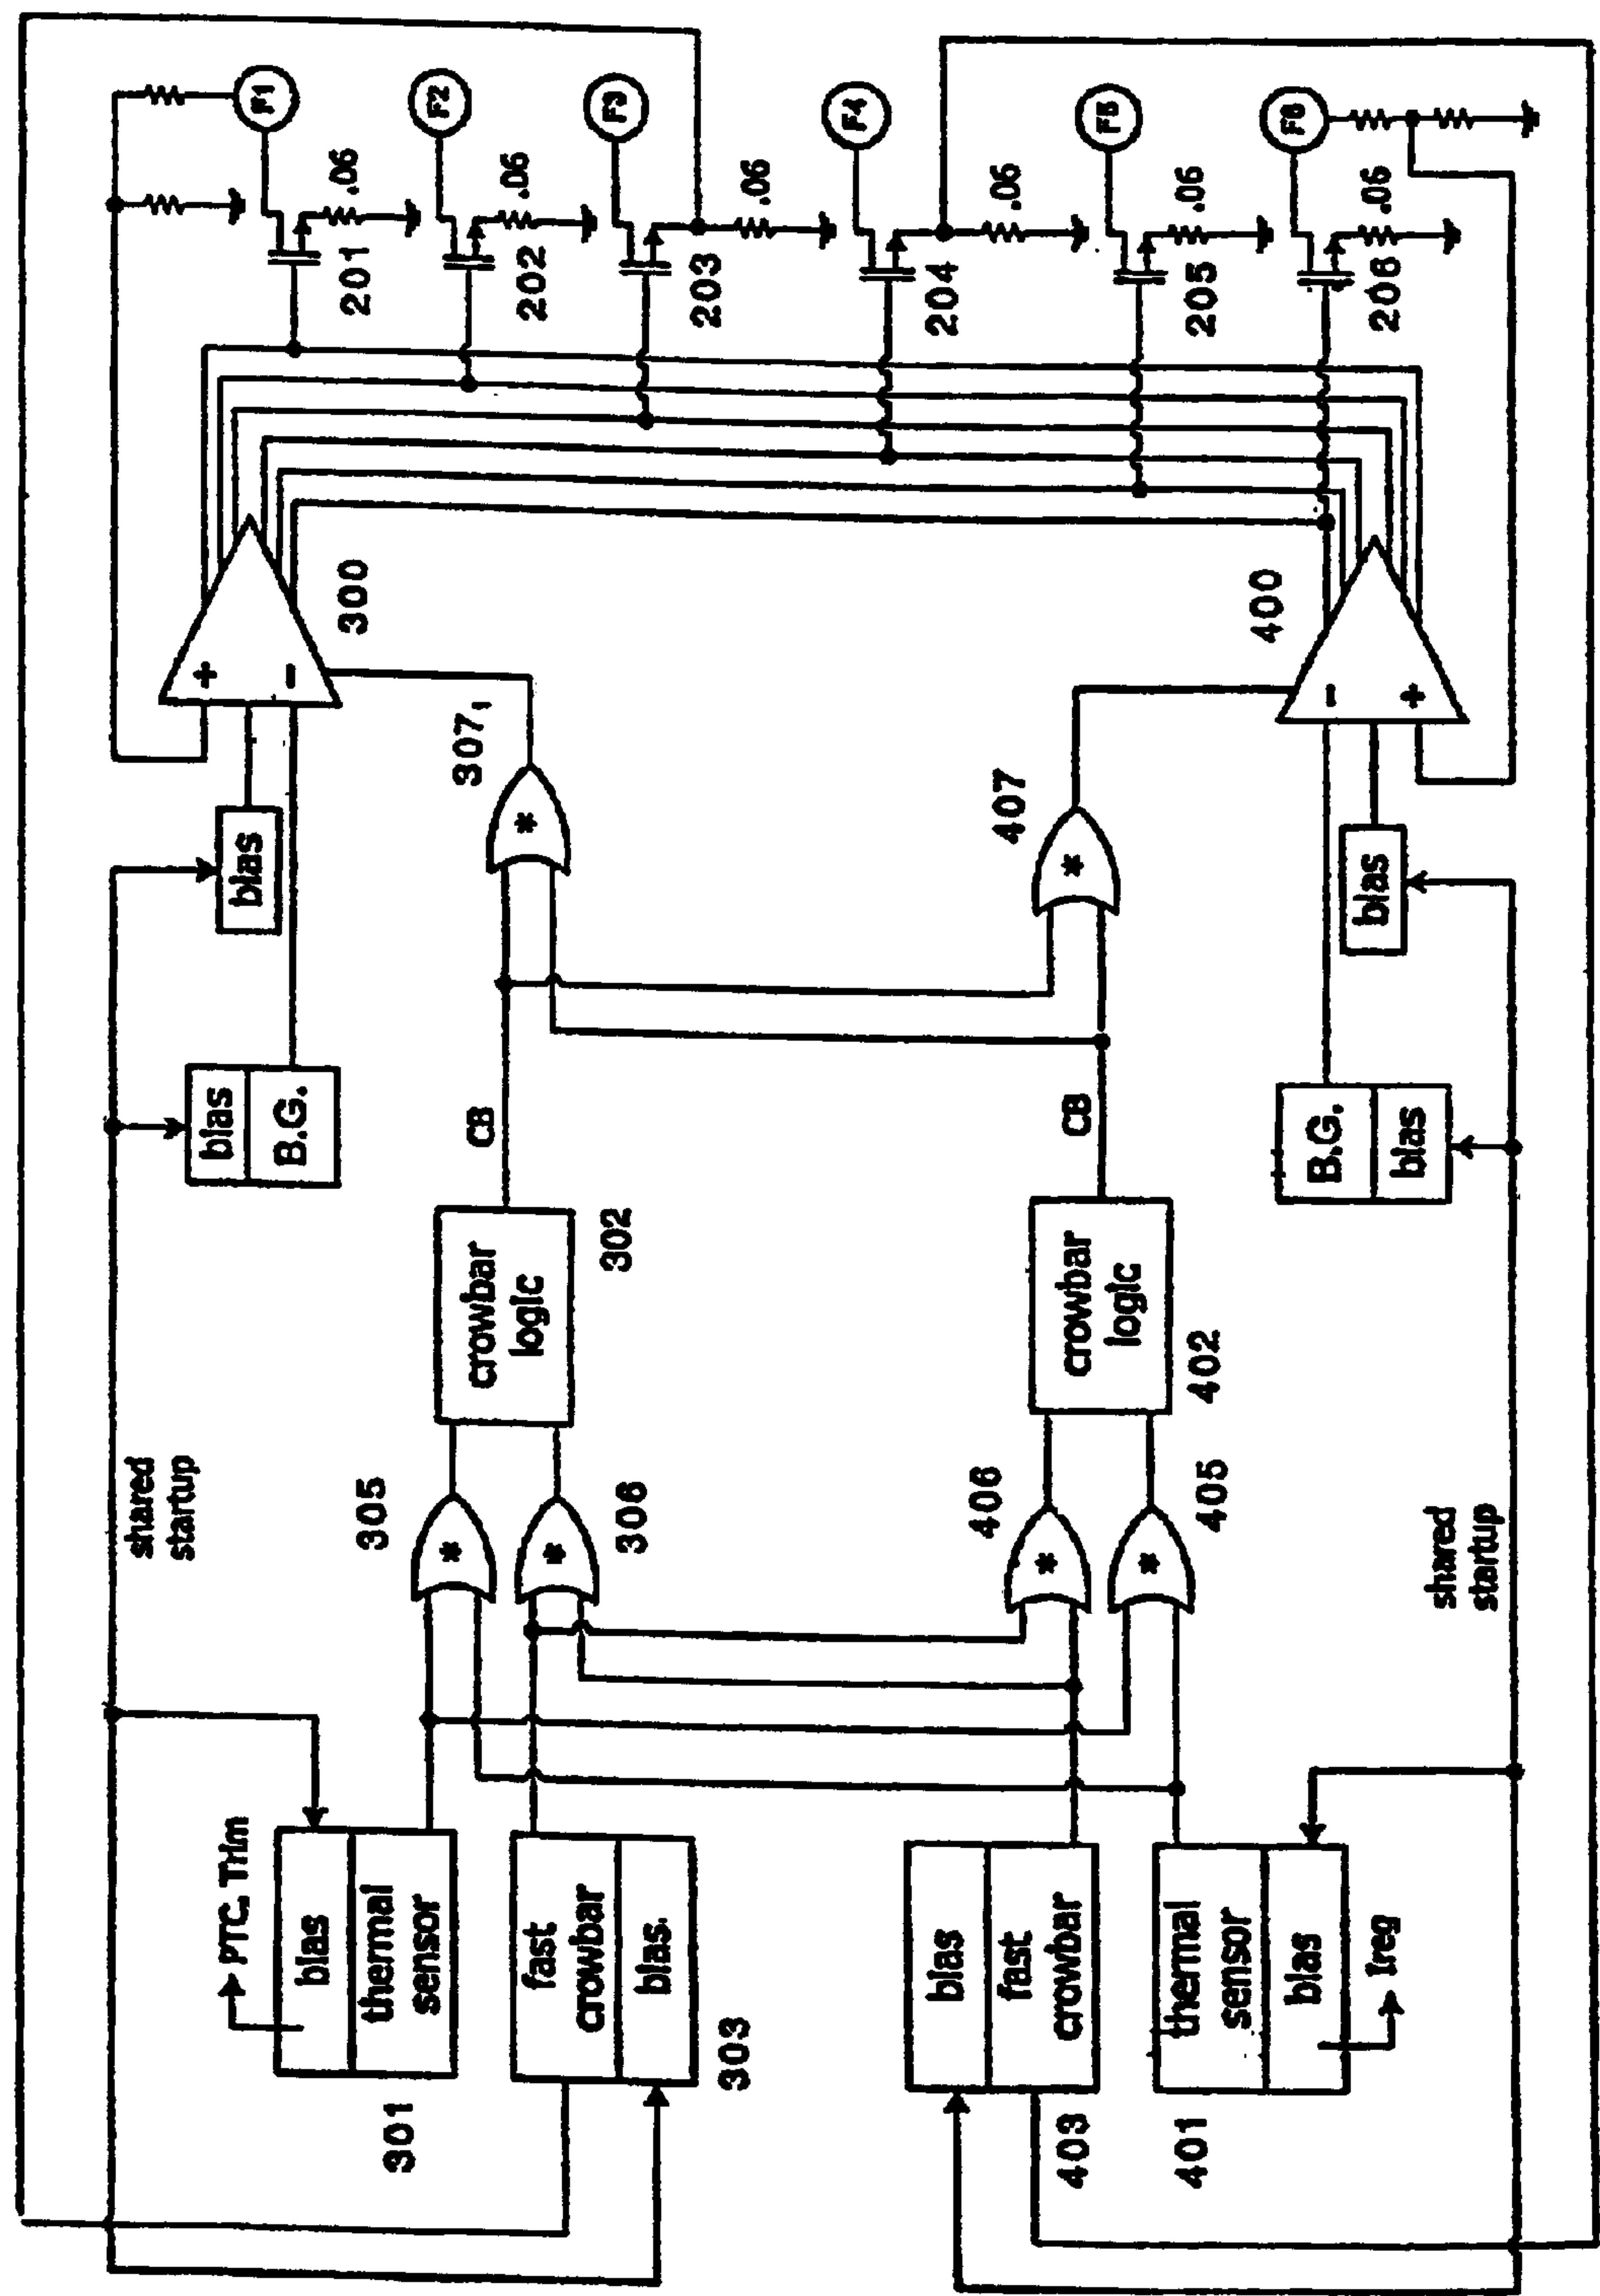 F1
F2
F3
F4
F5
F6
.06
.06
.06
.06
.06
.06
201
202
203
204
205
206
300
400
+
−
−
+
307
407
*
*
bias
bias
bias
B.G.
B.G.
bias
CB
CB
crowbar
logic
302
crowbar
logic
402
shared
startup
shared
startup
305
306
406
405
*
*
*
*
PTC. Trim
bias
thermal
sensor
301
fast
crowbar
bias.
303
bias
fast
crowbar
403
thermal
sensor
bias
401
Ireg